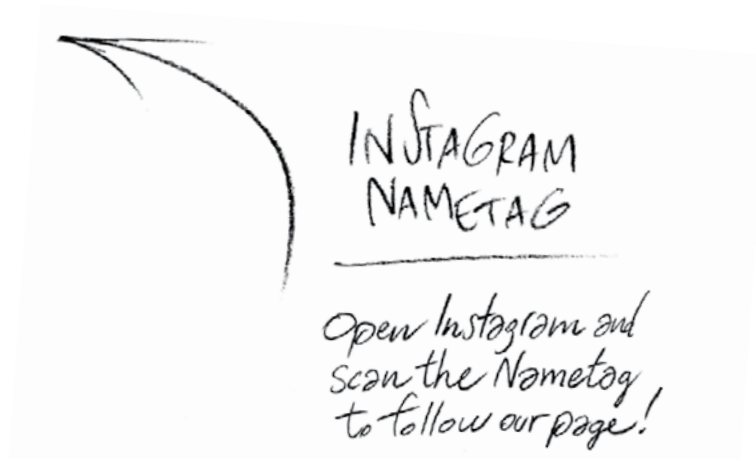 INSTAGRAM
NAMETAG
Open Instagram and
scan the Nametag
to follow our page!